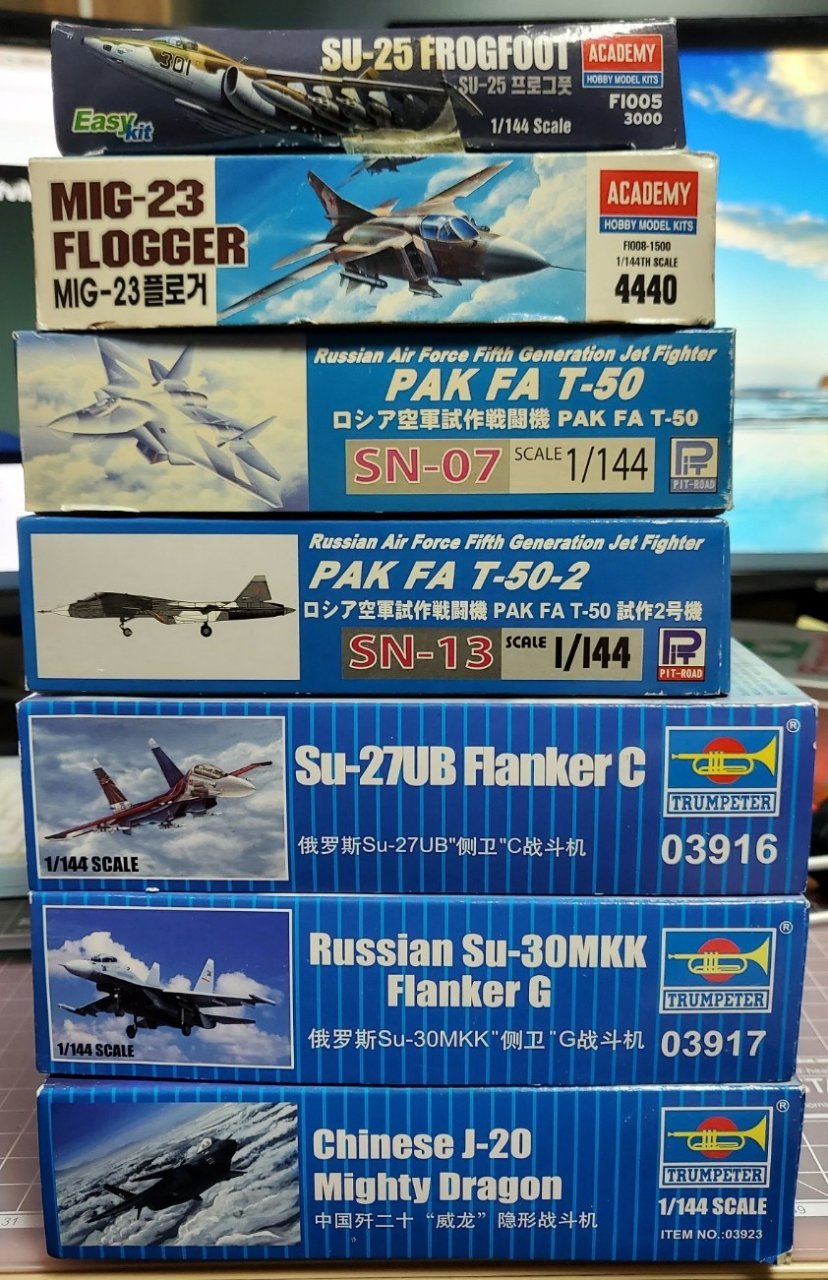 301
SU-25 FROGFOOT
SU-25 프로그풋
1/144 Scale
Easy kit
ACADEMY
HOBBY MODEL KITS
F1005
3000
MIG-23
FLOGGER
MIG-23플로거
ACADEMY
HOBBY MODEL KITS
F1008-1500
1/144TH SCALE
4440
Russian Air Force Fifth Generation Jet Fighter
PAK FA T-50
ロシア空軍試作戦闘機 PAK FA T-50
SN-07 SCALE 1/144
PIT-ROAD
Russian Air Force Fifth Generation Jet Fighter
PAK FA T-50-2
ロシア空軍試作戦闘機 PAK FA T-50 試作2号機
SN-13 SCALE 1/144
PIT-ROAD
Su-27UB Flanker C
俄罗斯Su-27UB"侧卫"C战斗机
1/144 SCALE
TRUMPETER ®
03916
Russian Su-30MKK
Flanker G
俄罗斯Su-30MKK"侧卫"G战斗机
1/144 SCALE
TRUMPETER ®
03917
Chinese J-20
Mighty Dragon
中国歼二十“威龙”隐形战斗机
TRUMPETER ®
1/144 SCALE
ITEM NO.:03923
31